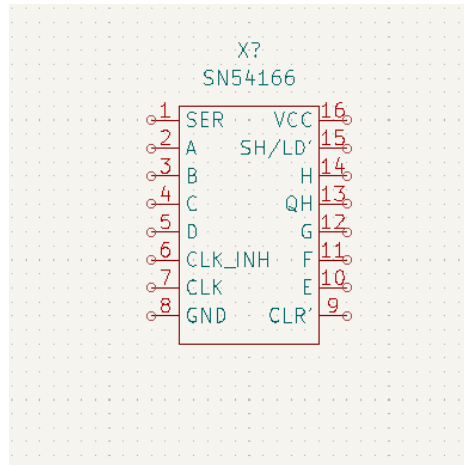 X?
SN54166
1 SER VCC 16
2 A SH/LD' 15
3 B H 14
4 C QH 13
5 D G 12
6 CLK_INH F 11
7 CLK E 10
8 GND CLR' 9